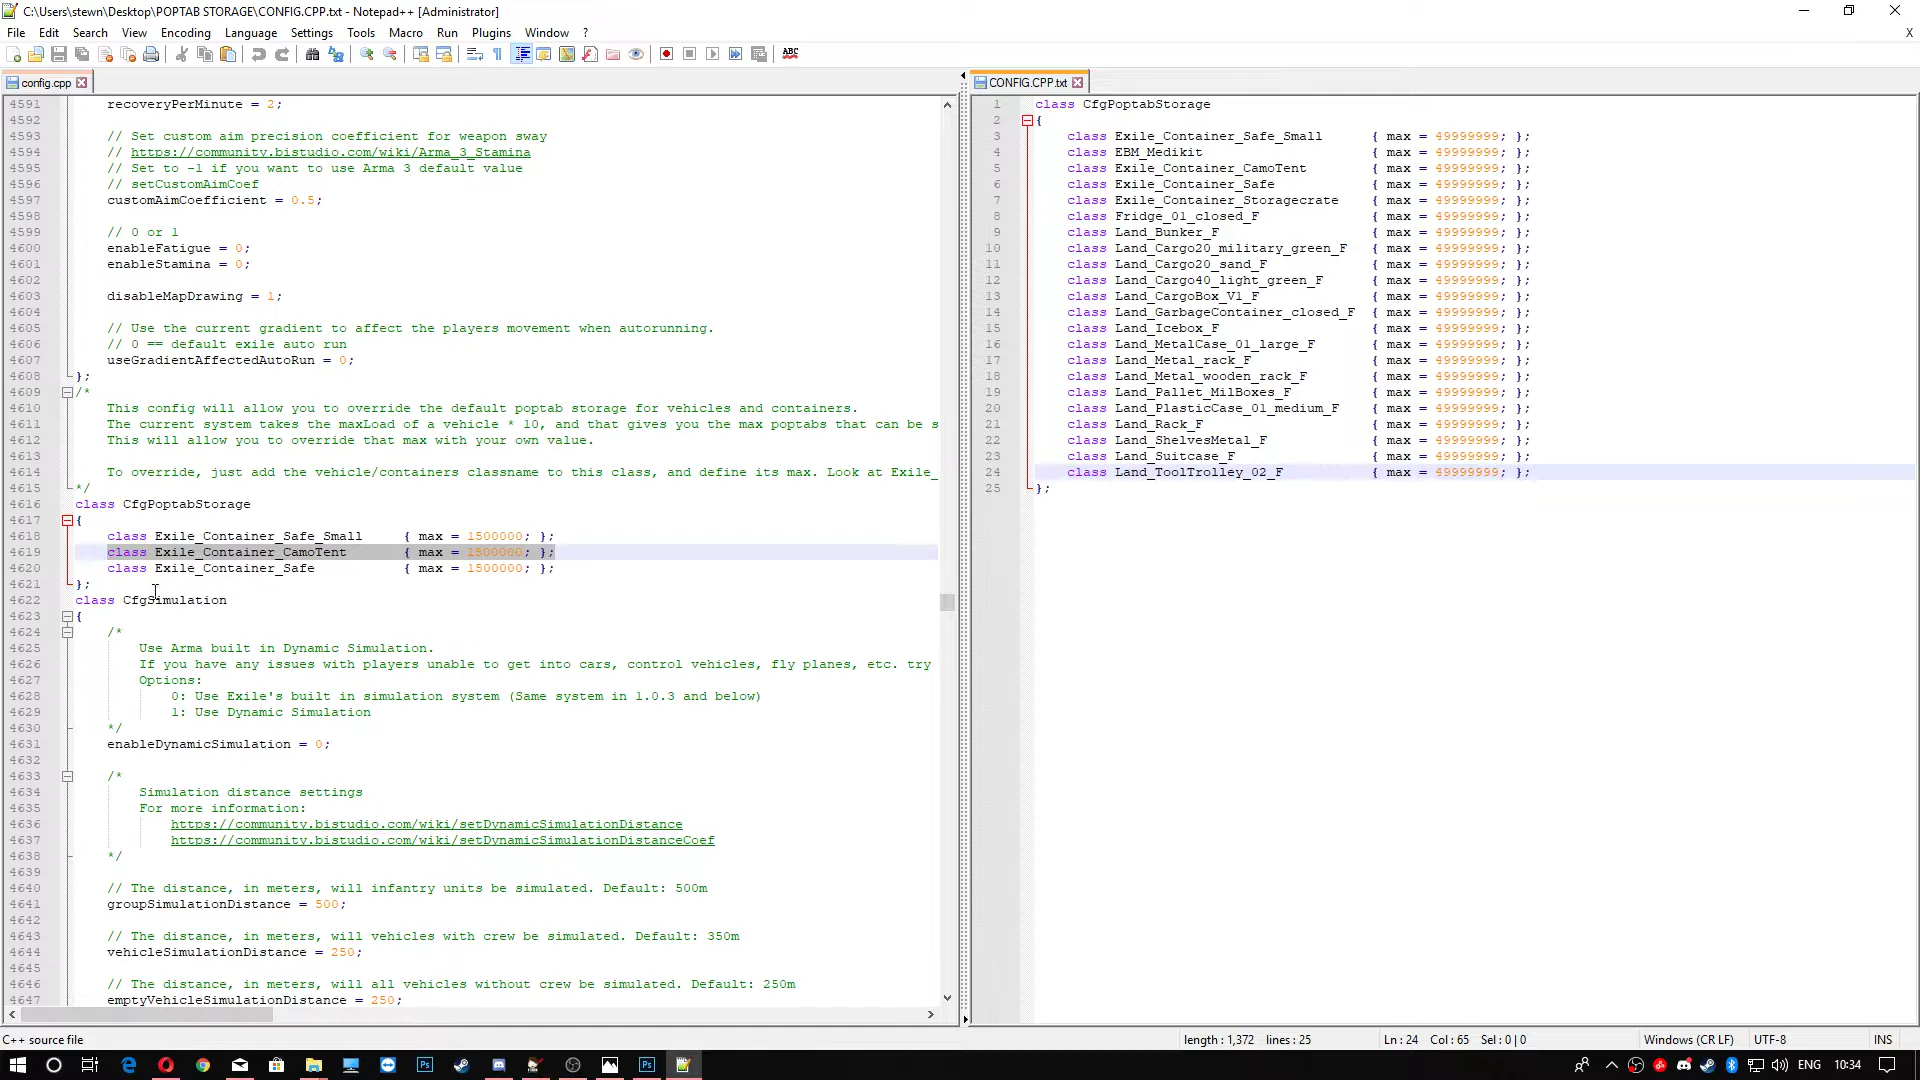 C:\Users\stewn\Desktop\POPTAB STORAGE\CONFIG.CPP.txt - Notepad++ [Administrator]
File Edit Search View Encoding Language Settings Tools Macro Run Plugins Window ? X
config.cpp
4591 recoveryPerMinute = 2;
4592
4593 // Set custom aim precision coefficient for weapon sway
4594 // https://community.bistudio.com/wiki/Arma_3_Stamina
4595 // Set to -1 if you want to use Arma 3 default value
4596 // setCustomAimCoef
4597 customAimCoefficient = 0.5;
4598
4599 // 0 or 1
4600 enableFatigue = 0;
4601 enableStamina = 0;
4602
4603 disableMapDrawing = 1;
4604
4605 // Use the current gradient to affect the players movement when autorunning.
4606 // 0 == default exile auto run
4607 useGradientAffectedAutoRun = 0;
4608 };
4609 /*
4610 This config will allow you to override the default poptab storage for vehicles and containers.
4611 The current system takes the maxLoad of a vehicle * 10, and that gives you the max poptabs that can be s
4612 This will allow you to override that max with your own value.
4613
4614 To override, just add the vehicle/containers classname to this class, and define its max. Look at Exile_
4615 */
4616 class CfgPoptabStorage
4617 {
4618 class Exile_Container_Safe_Small { max = 1500000; };
4619 class Exile_Container_CamoTent { max = 1500000; };
4620 class Exile_Container_Safe { max = 1500000; };
4621 };
4622 class CfgSimulation
4623 {
4624 /*
4625 Use Arma built in Dynamic Simulation.
4626 If you have any issues with players unable to get into cars, control vehicles, fly planes, etc. try
4627 Options:
4628 0: Use Exile's built in simulation system (Same system in 1.0.3 and below)
4629 1: Use Dynamic Simulation
4630 */
4631 enableDynamicSimulation = 0;
4632
4633 /*
4634 Simulation distance settings
4635 For more information:
4636 https://community.bistudio.com/wiki/setDynamicSimulationDistance
4637 https://community.bistudio.com/wiki/setDynamicSimulationDistanceCoef
4638 */
4639
4640 // The distance, in meters, will infantry units be simulated. Default: 500m
4641 groupSimulationDistance = 500;
4642
4643 // The distance, in meters, will vehicles with crew be simulated. Default: 350m
4644 vehicleSimulationDistance = 250;
4645
4646 // The distance, in meters, will all vehicles without crew be simulated. Default: 250m
4647 emptyVehicleSimulationDistance = 250;
CONFIG.CPP.txt
1 class CfgPoptabStorage
2 {
3 class Exile_Container_Safe_Small { max = 49999999; };
4 class EBM_Medikit { max = 49999999; };
5 class Exile_Container_CamoTent { max = 49999999; };
6 class Exile_Container_Safe { max = 49999999; };
7 class Exile_Container_Storagecrate { max = 49999999; };
8 class Fridge_01_closed_F { max = 49999999; };
9 class Land_Bunker_F { max = 49999999; };
10 class Land_Cargo20_military_green_F { max = 49999999; };
11 class Land_Cargo20_sand_F { max = 49999999; };
12 class Land_Cargo40_light_green_F { max = 49999999; };
13 class Land_CargoBox_V1_F { max = 49999999; };
14 class Land_GarbageContainer_closed_F { max = 49999999; };
15 class Land_Icebox_F { max = 49999999; };
16 class Land_MetalCase_01_large_F { max = 49999999; };
17 class Land_Metal_rack_F { max = 49999999; };
18 class Land_Metal_wooden_rack_F { max = 49999999; };
19 class Land_Pallet_MilBoxes_F { max = 49999999; };
20 class Land_PlasticCase_01_medium_F { max = 49999999; };
21 class Land_Rack_F { max = 49999999; };
22 class Land_ShelvesMetal_F { max = 49999999; };
23 class Land_Suitcase_F { max = 49999999; };
24 class Land_ToolTrolley_02_F { max = 49999999; };
25 };
C++ source file length : 1,372 lines : 25 Ln : 24 Col : 65 Sel : 0 | 0 Windows (CR LF) UTF-8 INS
ENG 10:34